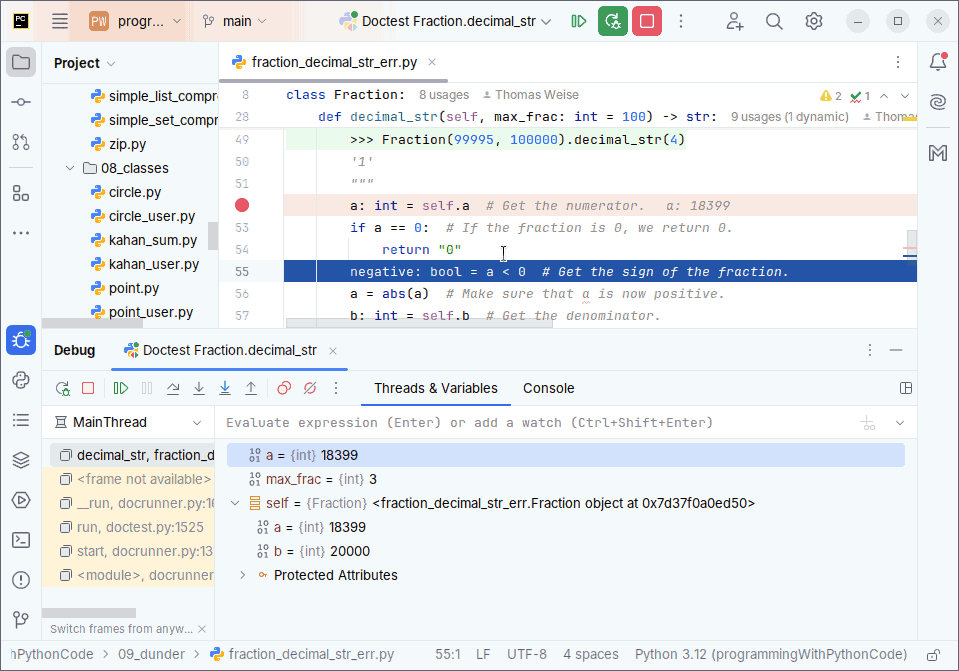 PC PW progr... main Doctest Fraction.decimal_str
Project
fraction_decimal_str_err.py
simple_list_compr
simple_set_compr
zip.py
08_classes
circle.py
circle_user.py
kahan_sum.py
kahan_user.py
point.py
point_user.py
8 class Fraction: 8 usages Thomas Weise 2 1
28 def decimal_str(self, max_frac: int = 100) -> str: 9 usages (1 dynamic) Thomas
49 >>> Fraction(99995, 100000).decimal_str(4)
50 '1'
51 """
a: int = self.a # Get the numerator. a: 18399
53 if a == 0: # If the fraction is 0, we return 0.
54 return "0"
55 negative: bool = a < 0 # Get the sign of the fraction.
56 a = abs(a) # Make sure that a is now positive.
57 b: int = self.b # Get the denominator.
Debug Doctest Fraction.decimal_str
Threads & Variables Console
MainThread
Evaluate expression (Enter) or add a watch (Ctrl+Shift+Enter)
decimal_str, fraction_d
<frame not available>
__run, docrunner.py:16
run, doctest.py:1525
start, docrunner.py:13
<module>, docrunner
Switch frames from anyw...
a = {int} 18399
max_frac = {int} 3
self = {Fraction} <fraction_decimal_str_err.Fraction object at 0x7d37f0a0ed50>
a = {int} 18399
b = {int} 20000
Protected Attributes
hPythonCode > 09_dunder > fraction_decimal_str_err.py 55:1 LF UTF-8 4 spaces Python 3.12 (programmingWithPythonCode)